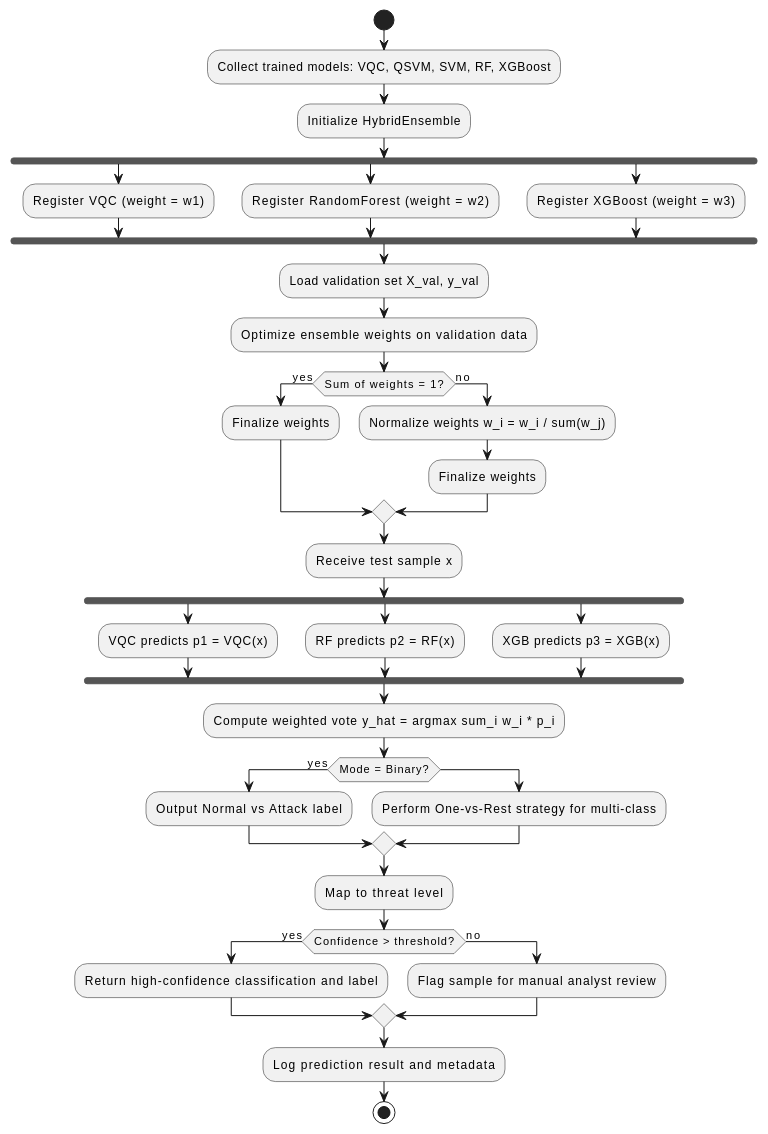 Collect trained models: VQC, QSVM, SVM, RF, XGBoost
Initialize HybridEnsemble
Register VQC (weight = w1)
Register RandomForest (weight = w2)
Register XGBoost (weight = w3)
Load validation set X_val, y_val
Optimize ensemble weights on validation data
yes
Sum of weights = 1?
no
Finalize weights
Normalize weights w_i = w_i / sum(w_j)
Finalize weights
Receive test sample x
VQC predicts p1 = VQC(x)
RF predicts p2 = RF(x)
XGB predicts p3 = XGB(x)
Compute weighted vote y_hat = argmax sum_i w_i * p_i
yes
Mode = Binary?
Output Normal vs Attack label
Perform One-vs-Rest strategy for multi-class
Map to threat level
yes
Confidence > threshold?
no
Return high-confidence classification and label
Flag sample for manual analyst review
Log prediction result and metadata